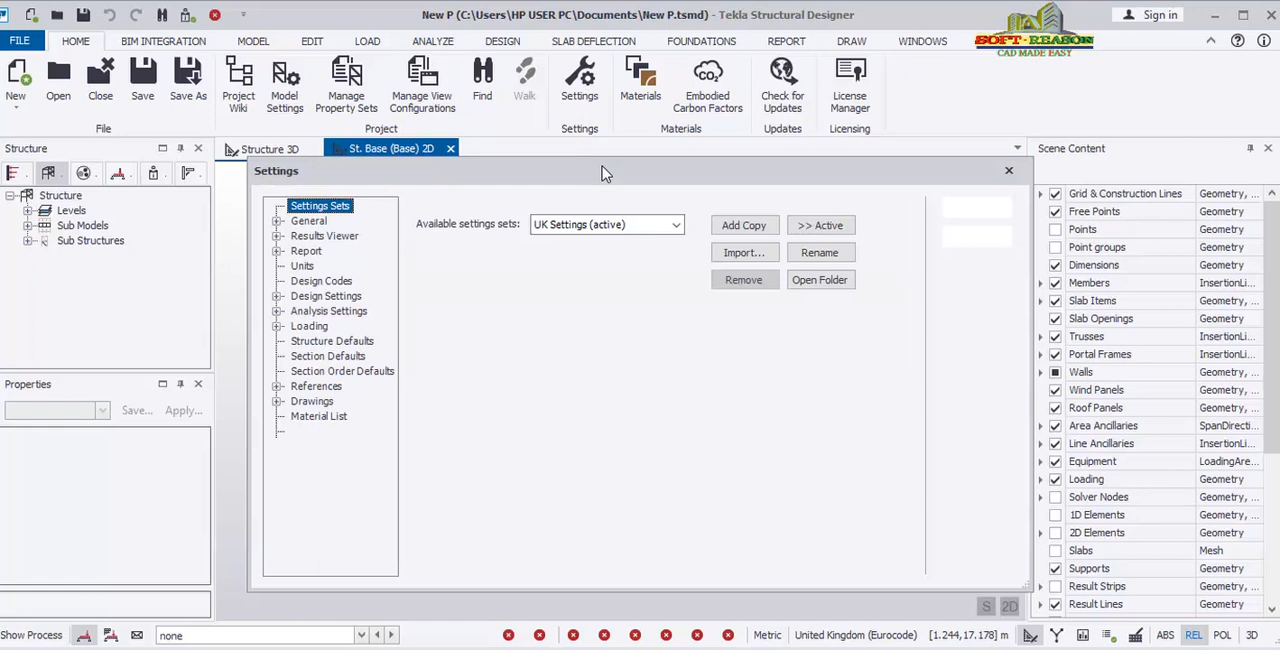 New P (C:/Users/HP USER PC/Documents/New P.tsmd) - Tekla Structural Designer
Sign in
FILE HOME BIM INTEGRATION MODEL LOAD ANALYZE DESIGN SLAB DEFLECTION FOUNDATIONS REPORT DRAW WINDOWS
SOFT-REASON
CAD MADE EASY
New Open Close Save Save As
Project Wiki
Model Settings
Manage Property Sets
Manage View Configurations
Find
Walk
Settings
Materials
Embodied Carbon Factors
Check for Updates
License Manager
File Project Settings Materials Updates Licensing
Structure
Structure 3D
St. Base (Base) 2D
Scene Content
Structure
Levels
Sub Models
Sub Structures
Properties
Save... Apply...
Settings
Settings Sets
General
Results Viewer
Report
Units
Design Codes
Design Settings
Analysis Settings
Loading
Structure Defaults
Section Defaults
Section Order Defaults
References
Drawings
Material List
Available settings sets: UK Settings (active)
Add Copy >> Active
Import... Rename
Remove Open Folder
Grid & Construction Lines Geometry, ...
Free Points Geometry
Points Geometry
Point groups Geometry
Dimensions Geometry
Members InsertionLi...
Slab Items Geometry, ...
Slab Openings Geometry
Trusses InsertionLi...
Portal Frames InsertionLi...
Walls Geometry, ...
Wind Panels Geometry
Roof Panels Geometry
Area Ancillaries SpanDirecti...
Line Ancillaries InsertionLi...
Equipment LoadingAre...
Loading Geometry
Solver Nodes Geometry, ...
1D Elements Geometry, ...
2D Elements Geometry, ...
Slabs Mesh
Supports Geometry
Result Strips Geometry, ...
Result Lines Geometry, ...
S 2D
Show Process
none
Metric
United Kingdom (Eurocode)
[1.244,17.178] m
ABS REL POL 3D